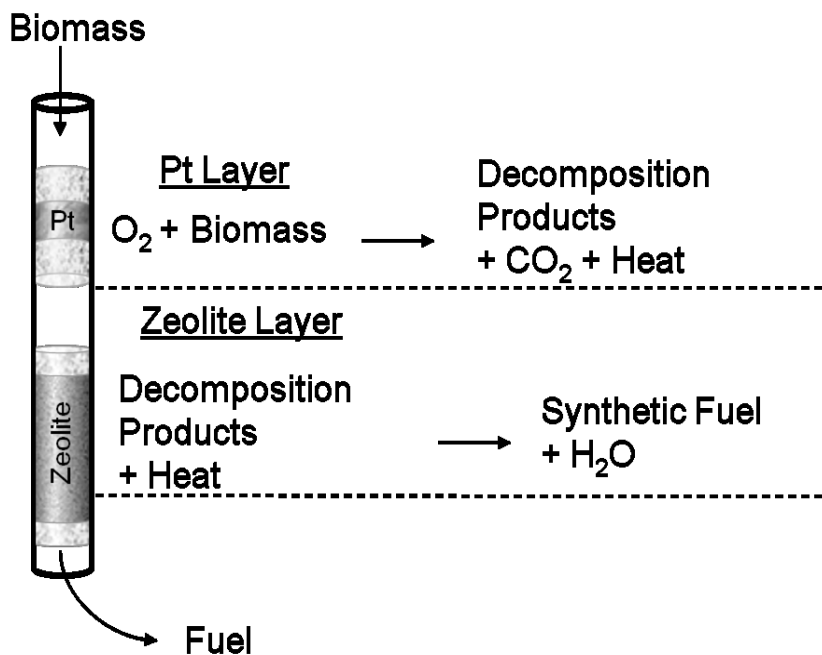 Biomass
Pt Layer
Pt
O₂ + Biomass
Decomposition
Products
+ CO₂ + Heat
Zeolite Layer
Zeolite
Decomposition
Products
+ Heat
Synthetic Fuel
+ H₂O
Fuel